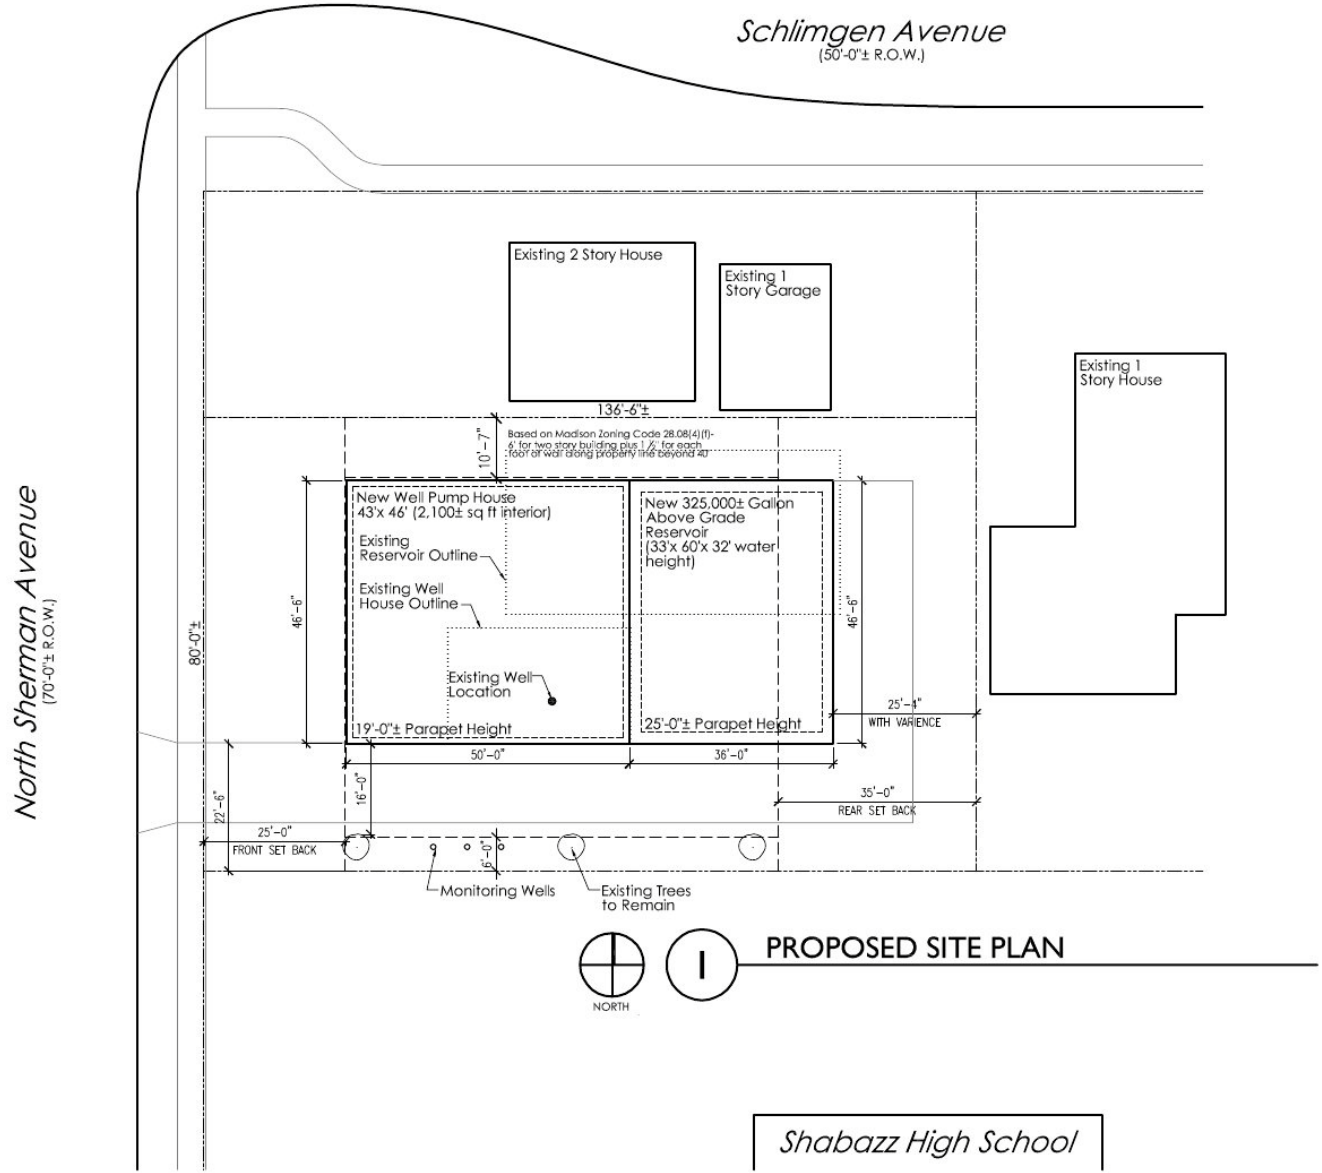 Schlimgen Avenue
(50'-0"± R.O.W.)
Existing 2 Story House
Existing 1
Story Garage
Existing 1
Story House
136'-6"±
10'-7"
Based on Madison Zoning Code 28.08(4)(f)-
6' for two story building plus 1 ½' for each
foot of wall along property line beyond 40'
New Well Pump House
43'x 46' (2,100± sq ft interior)
Existing
Reservoir Outline
Existing Well
House Outline
Existing Well
Location
19'-0"± Parapet Height
New 325,000± Gallon
Above Grade
Reservoir
(33'x 60'x 32' water
height)
25'-0"± Parapet Height
46'-6"
46'-6"
80'-0"±
North Sherman Avenue
(70'-0"± R.O.W.)
25'-4"
WITH VARIENCE
50'-0"
36'-0"
16'-0"
22'-6"
35'-0"
REAR SET BACK
25'-0"
FRONT SET BACK
6'-0"
Monitoring Wells
Existing Trees
to Remain
NORTH
1
PROPOSED SITE PLAN
Shabazz High School